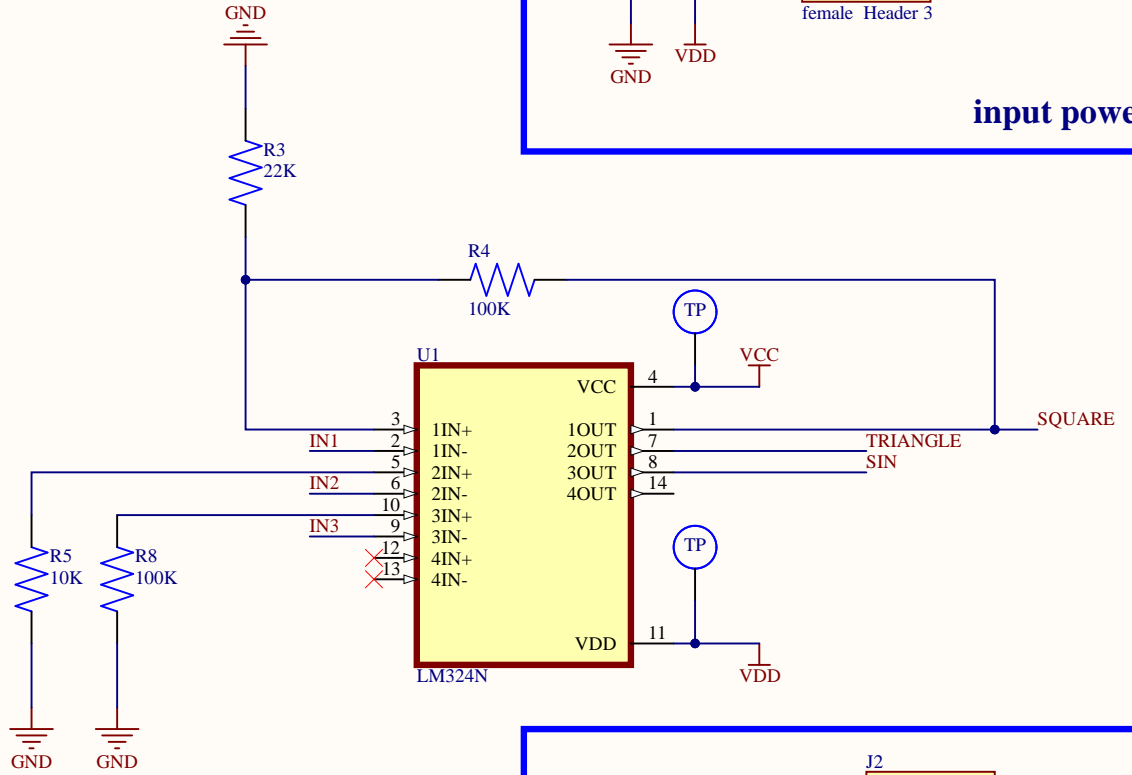 GND
female Header 3
GND
VDD
input powe
R3
22K
R4
100K
TP
U1
VCC
VCC
4
3
1IN+
1OUT
1
SQUARE
IN1
2
1IN-
2OUT
7
TRIANGLE
5
2IN+
3OUT
8
SIN
IN2
6
2IN-
4OUT
14
10
3IN+
IN3
9
3IN-
12
4IN+
13
4IN-
TP
R5
10K
R8
100K
VDD
11
LM324N
VDD
GND
GND
J2